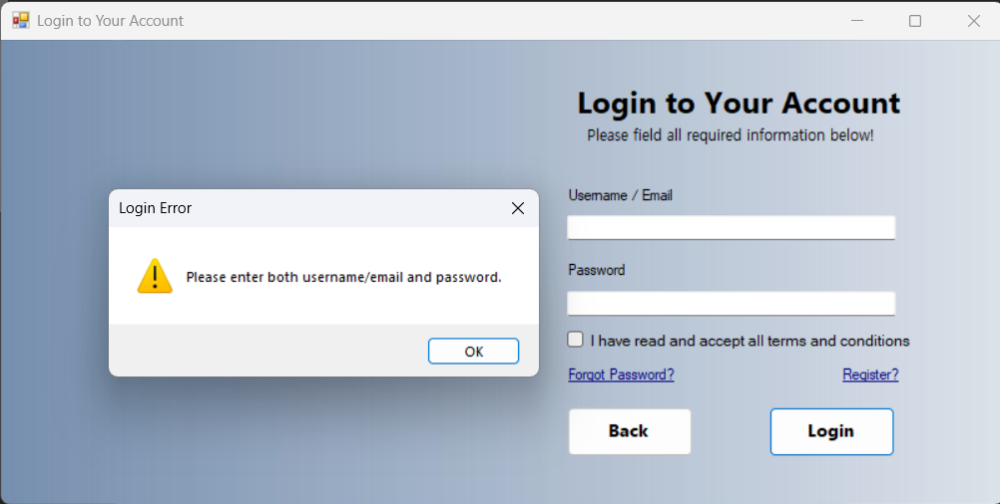 Login to Your Account
Login to Your Account
Please field all required information below!
Username / Email
Password
I have read and accept all terms and conditions
Forgot Password? Register?
Back Login
Login Error
Please enter both username/email and password.
OK